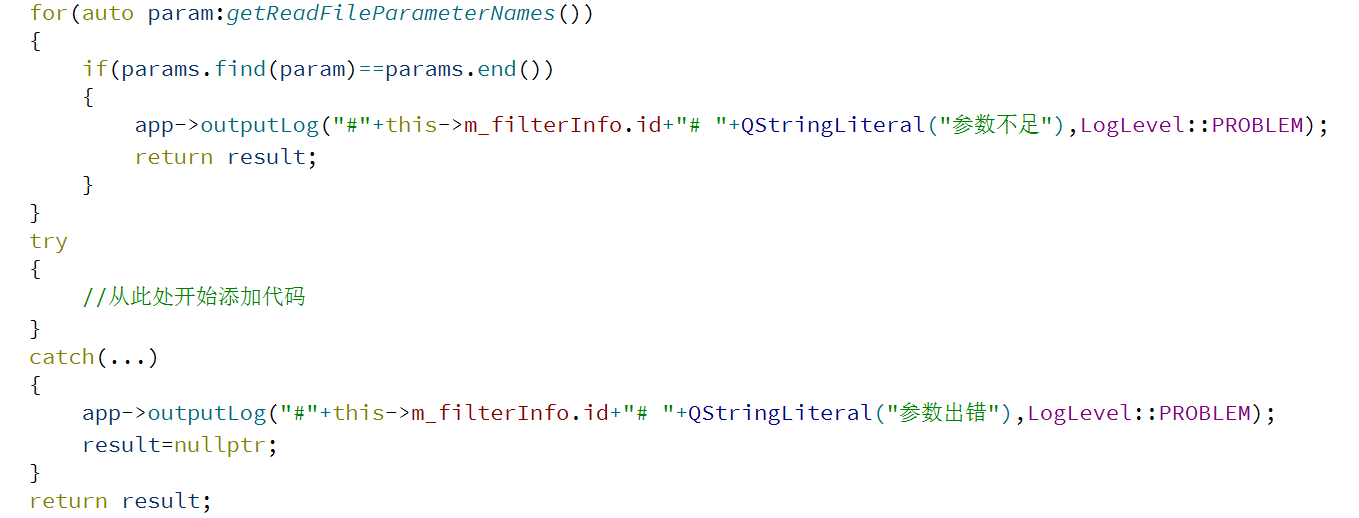 for(auto param:getReadFileParameterNames())
{
    if(params.find(param)==params.end())
    {
        app->outputLog("#"+this->m_filterInfo.id+"# "+QStringLiteral("参数不足"),LogLevel::PROBLEM);
        return result;
    }
}
try
{
    //从此处开始添加代码
}
catch(...)
{
    app->outputLog("#"+this->m_filterInfo.id+"# "+QStringLiteral("参数出错"),LogLevel::PROBLEM);
    result=nullptr;
}
return result;